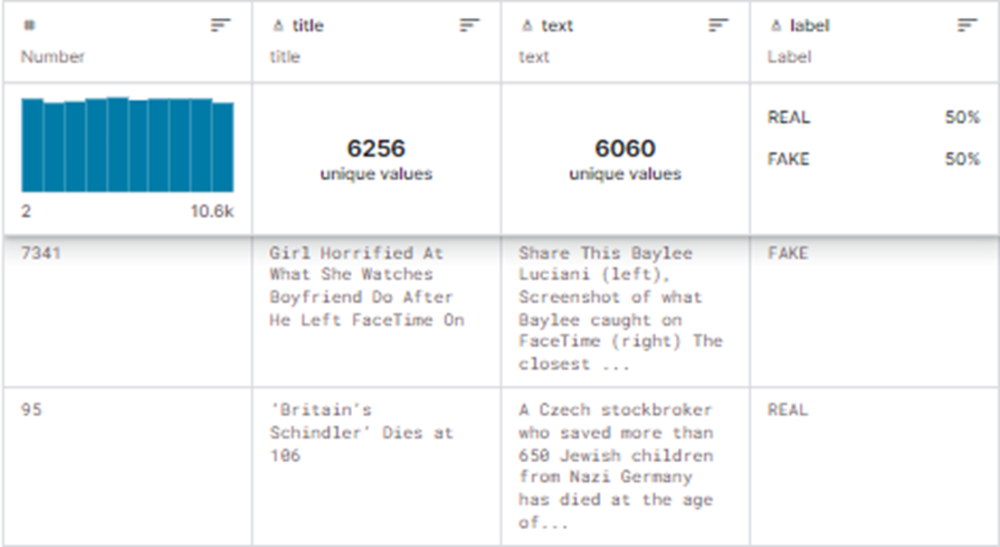 # title text label
Number title text Label
6256 6060 REAL 50%
unique values unique values FAKE 50%
2 10.6k
7341
Girl Horrified At
What She Watches
Boyfriend Do After
He Left FaceTime On
Share This Baylee
Luciani (left),
Screenshot of what
Baylee caught on
FaceTime (right) The
closest ...
FAKE
95
'Britain's
Schindler' Dies at
106
A Czech stockbroker
who saved more than
650 Jewish children
from Nazi Germany
has died at the age
of...
REAL